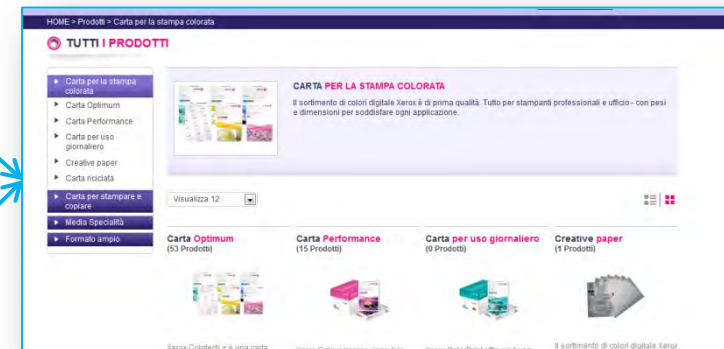 HOME > Prodotti > Carta per la stampa colorata
TUTTI I PRODOTTI
Carta per la stampa
colorata
Carta Optimum
Carta Performance
Carta per uso
giornaliero
Creative paper
Carta riciclata
Carta per stampare e
copiare
Media Specialità
Formato ampio
CARTA PER LA STAMPA COLORATA
Il sortimento di colori digitale Xerox è di prima qualità. Tutto per stampanti professionali e ufficio - con pesi
e dimensioni per soddisfare ogni applicazione.
Visualizza 12
Carta Optimum
(53 Prodotti)
Carta Performance
(15 Prodotti)
Carta per uso giornaliero
(0 Prodotti)
Creative paper
(1 Prodotti)
Xerox Colotech + è una carta
Il sortimento di colori digitale Xerox